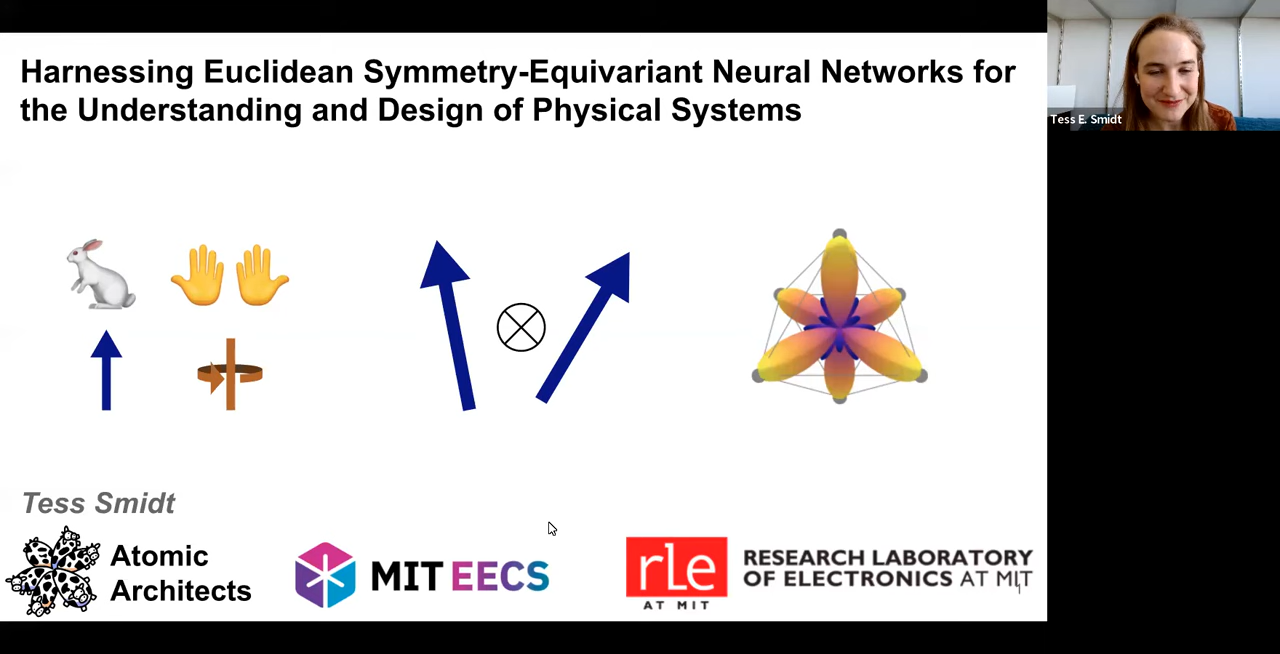 Harnessing Euclidean Symmetry-Equivariant Neural Networks for
the Understanding and Design of Physical Systems
Tess E. Smidt
Tess Smidt
Atomic
Architects
MIT EECS
rle
AT MIT
RESEARCH LABORATORY
OF ELECTRONICS AT MIT